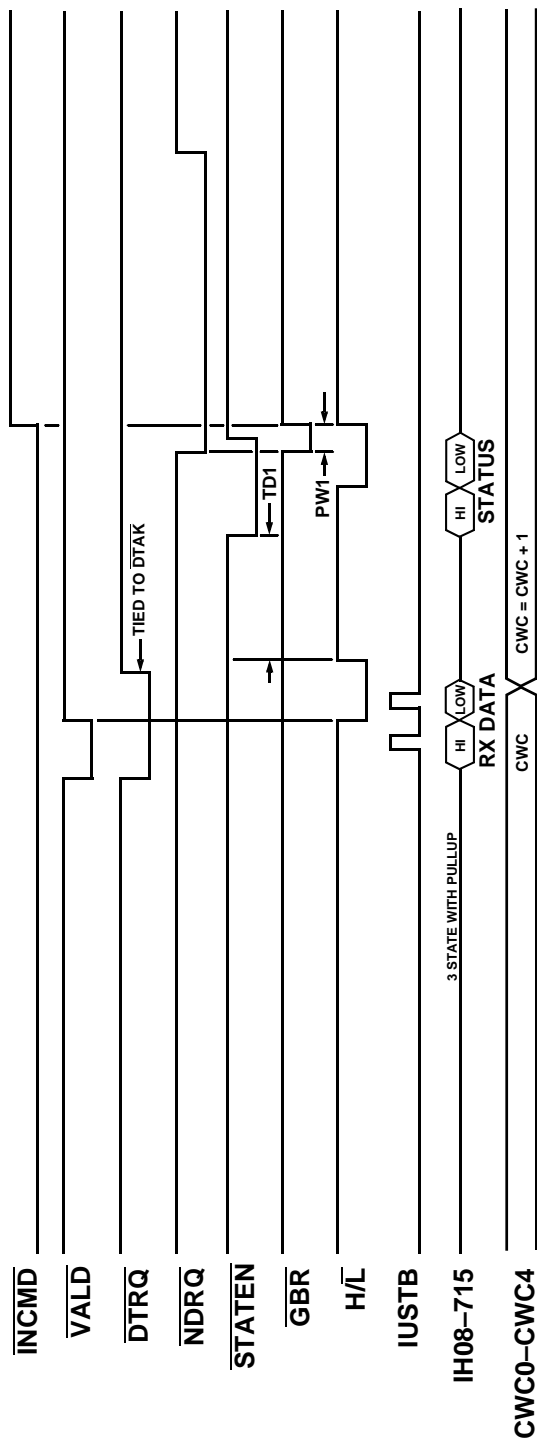 INCMD
VALD
DTRQ
TIED TO DTAK
NDRQ
STATEN
TD1
GBR
PW1
H/L
IUSTB
IH08–715
3 STATE WITH PULLUP
HI
LOW
RX DATA
HI
LOW
STATUS
CWC0–CWC4
CWC
CWC = CWC + 1